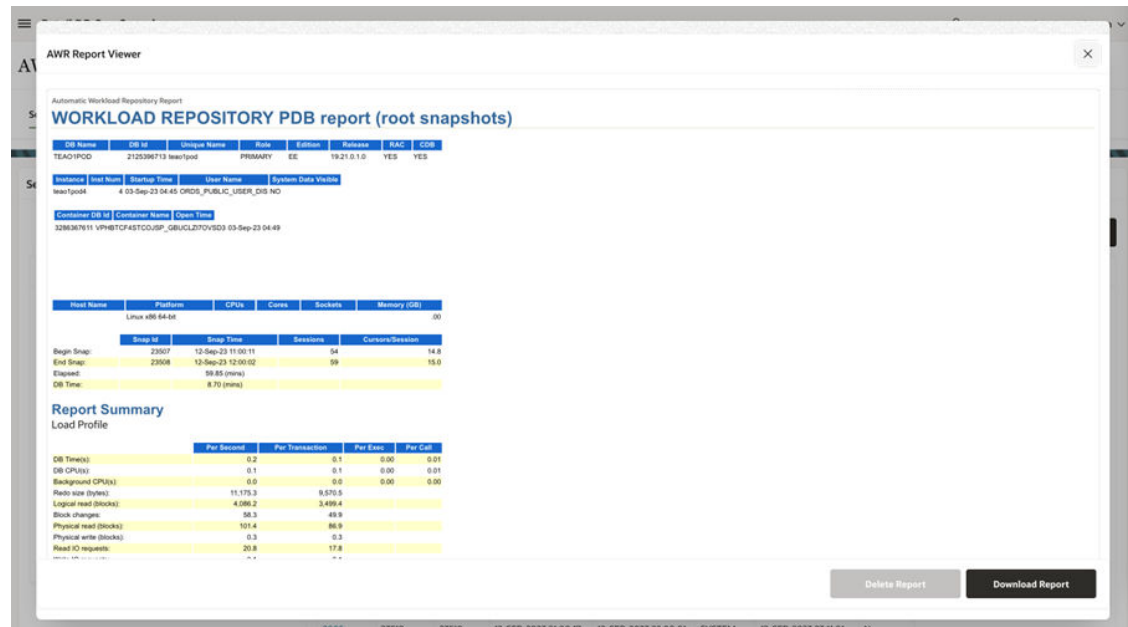 AWR Report Viewer
Automatic Workload Repository Report
WORKLOAD REPOSITORY PDB report (root snapshots)
DB Name DB Id Unique Name Role Edition Release RAC CDB
TEAO1POD 2125396713 teao1pod PRIMARY EE 19.21.0.1.0 YES YES
Instance Inst Num Startup Time User Name System Data Visible
teao1pod4 4 03-Sep-23 04:45 ORDS_PUBLIC_USER_DIS NO
Container DB Id Container Name Open Time
3286367611 03-Sep-23 04:49
Host Name Platform CPUs Cores Sockets Memory (GB)
Linux x86 64-bit .00
Snap Id Snap Time Sessions Cursors/Session
Begin Snap: 23507 12-Sep-23 11:00:11 54 14.8
End Snap: 23508 12-Sep-23 12:00:02 59 15.0
Elapsed: 59.85 (mins)
DB Time: 8.70 (mins)
Report Summary
Load Profile
Per Second Per Transaction Per Exec Per Call
DB Time(s): 0.2 0.1 0.00 0.01
DB CPU(s): 0.1 0.1 0.00 0.01
Background CPU(s): 0.0 0.0 0.00 0.00
Redo size (bytes): 11,175.3 9,570.5
Logical read (blocks): 4,086.2 3,499.4
Block changes: 58.3 49.9
Physical read (blocks): 101.4 86.9
Physical write (blocks): 0.3 0.3
Read IO requests: 20.8 17.8
Delete Report Download Report